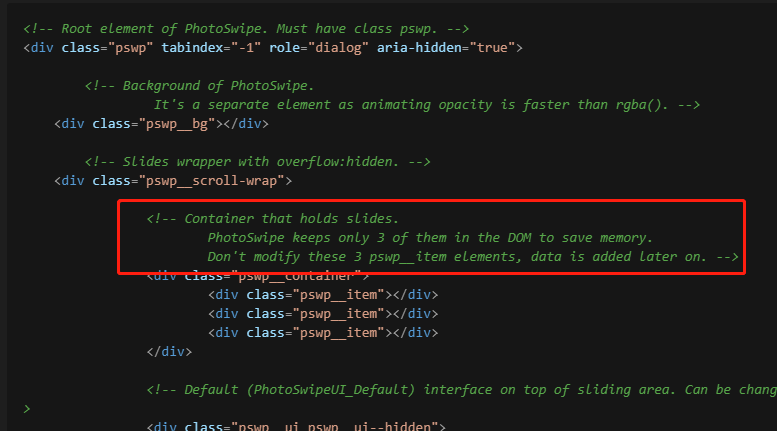 <!-- Root element of PhotoSwipe. Must have class pswp. -->
<div class="pswp" tabindex="-1" role="dialog" aria-hidden="true">
<!-- Background of PhotoSwipe.
It's a separate element as animating opacity is faster than rgba(). -->
<div class="pswp__bg"></div>
<!-- Slides wrapper with overflow:hidden. -->
<div class="pswp__scroll-wrap">
<!-- Container that holds slides.
PhotoSwipe keeps only 3 of them in the DOM to save memory.
Don't modify these 3 pswp__item elements, data is added later on. -->
<div class="pswp__container">
<div class="pswp__item"></div>
<div class="pswp__item"></div>
<div class="pswp__item"></div>
</div>
<!-- Default (PhotoSwipeUI_Default) interface on top of sliding area. Can be chang
>
<div class="pswp__ui pswp__ui--hidden">